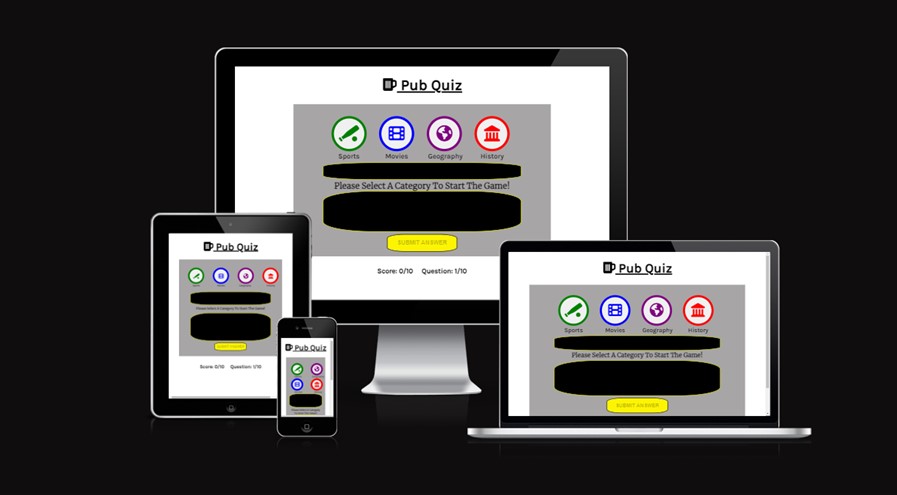 Pub Quiz
Sports Movies Geography History
Please Select A Category To Start The Game!
SUBMIT ANSWER
Score: 0/10 Question: 1/10
Pub Quiz
Please Select A Category To Start The Game!
SUBMIT ANSWER
Score: 0/10 Question: 1/10
Pub Quiz
Pub Quiz
Sports Movies Geography History
Please Select A Category To Start The Game!
SUBMIT ANSWER